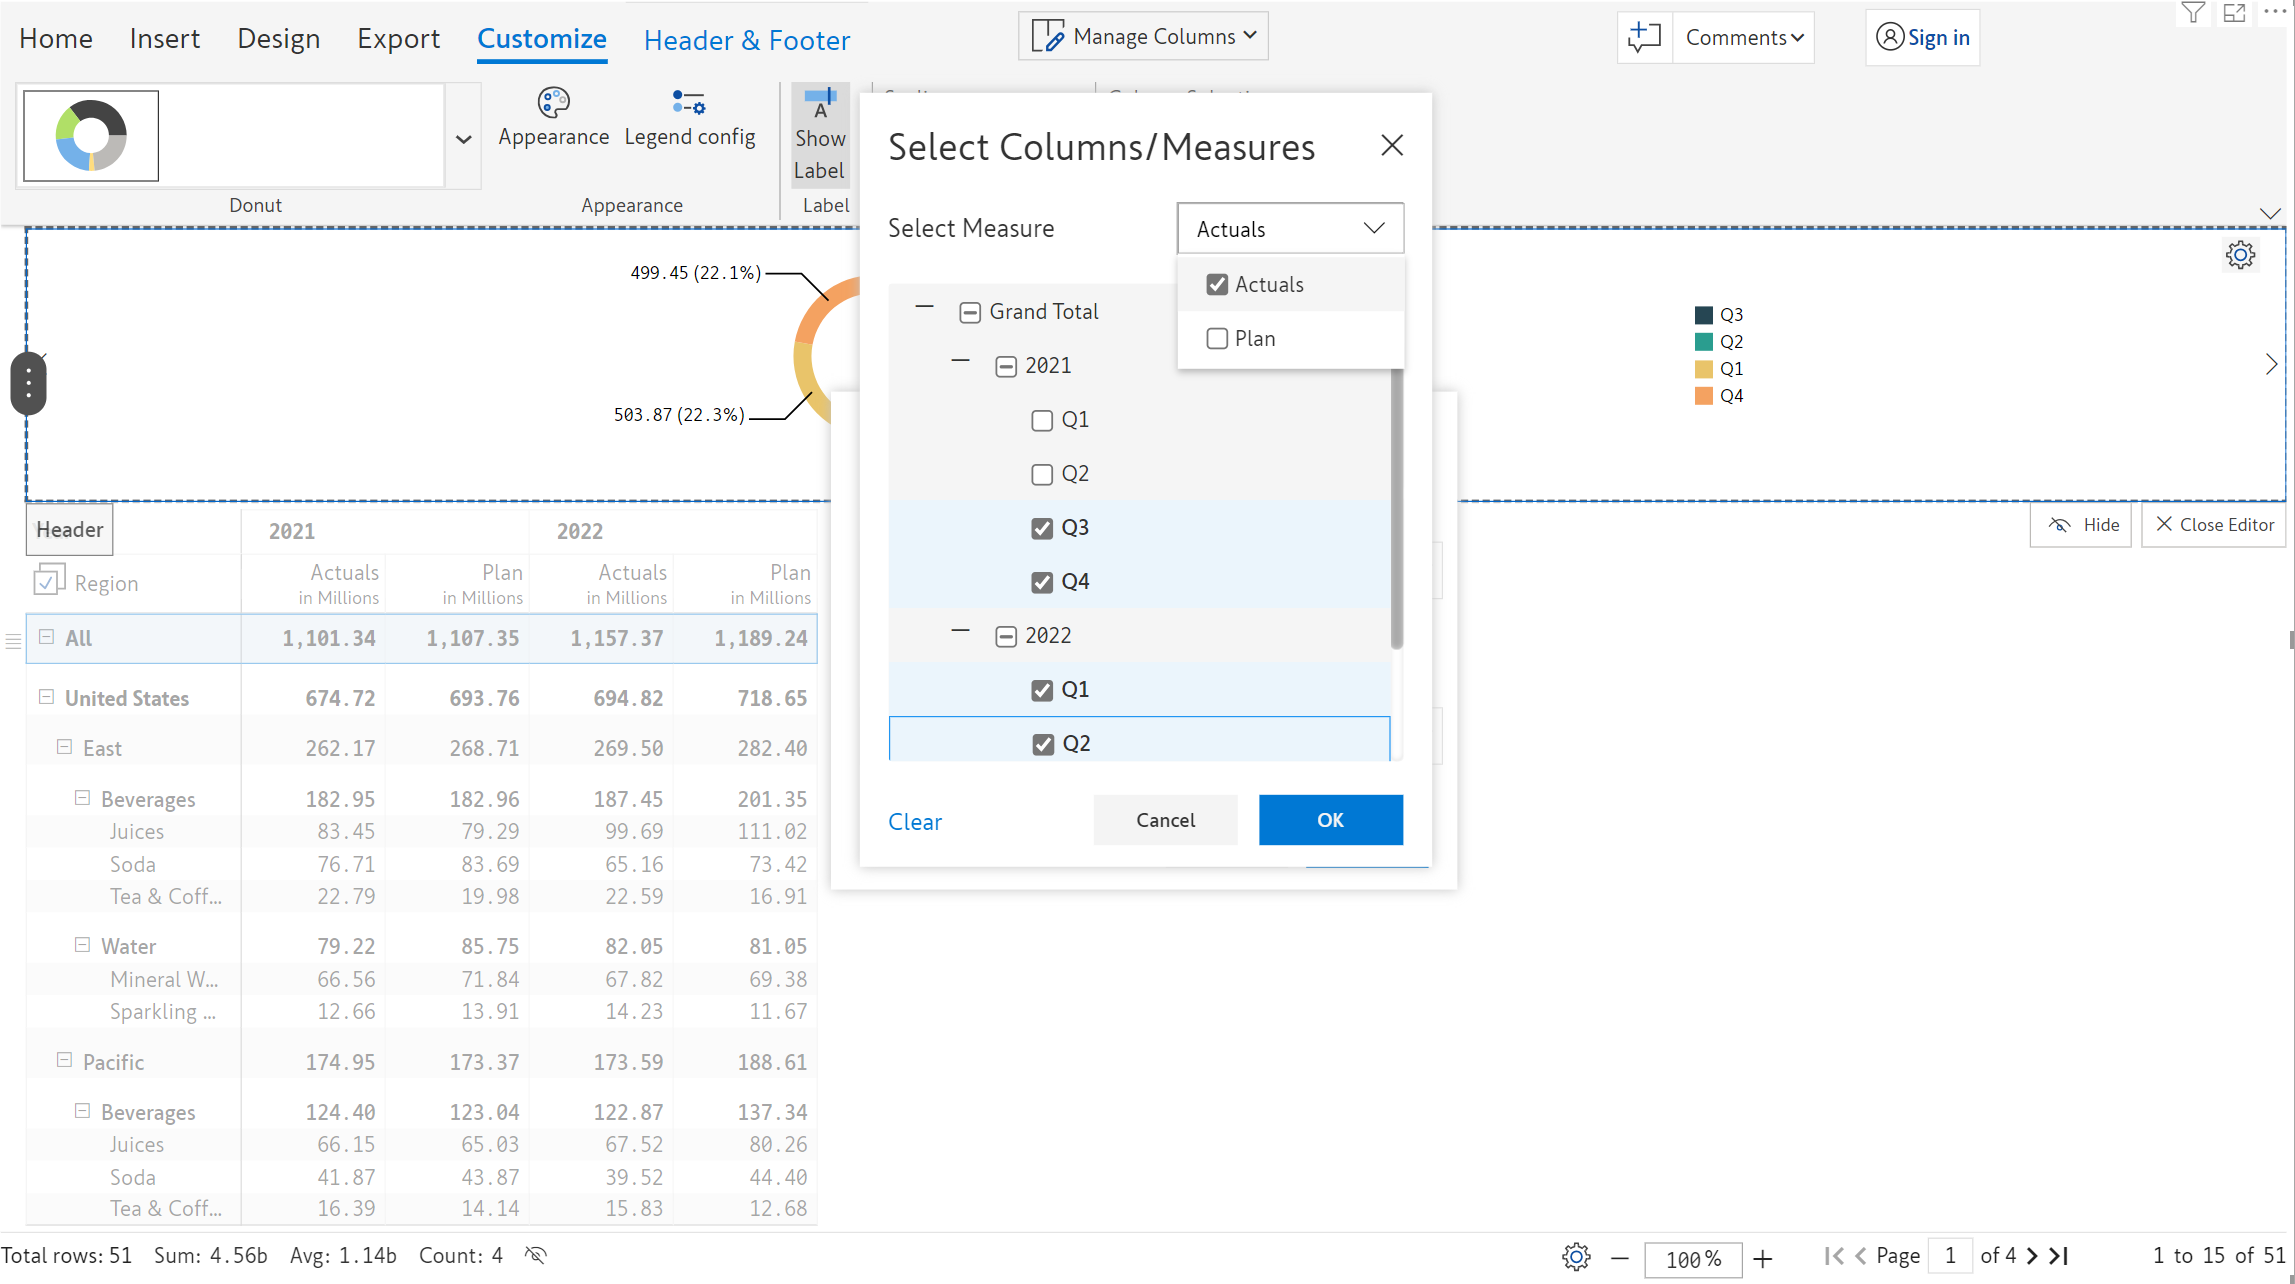 Home Insert Design Export Customize Header & Footer
Manage Columns
Comments
Sign in
Appearance
Legend config
Show
Label
Donut
Appearance
Label
Select Columns/Measures
Select Measure
Actuals
Actuals
Plan
Grand Total
2021
Q1
Q2
Q3
Q4
2022
Q1
Q2
Clear
Cancel
OK
499.45 (22.1%)
503.87 (22.3%)
Q3
Q2
Q1
Q4
Hide
Close Editor
Header
2021 2022
Region
Actuals Plan Actuals Plan
in Millions in Millions in Millions in Millions
All 1,101.34 1,107.35 1,157.37 1,189.24
United States 674.72 693.76 694.82 718.65
East 262.17 268.71 269.50 282.40
Beverages 182.95 182.96 187.45 201.35
Juices 83.45 79.29 99.69 111.02
Soda 76.71 83.69 65.16 73.42
Tea & Coff... 22.79 19.98 22.59 16.91
Water 79.22 85.75 82.05 81.05
Mineral W... 66.56 71.84 67.82 69.38
Sparkling ... 12.66 13.91 14.23 11.67
Pacific 174.95 173.37 173.59 188.61
Beverages 124.40 123.04 122.87 137.34
Juices 66.15 65.03 67.52 80.26
Soda 41.87 43.87 39.52 44.40
Tea & Coff... 16.39 14.14 15.83 12.68
Total rows: 51 Sum: 4.56b Avg: 1.14b Count: 4
100%
Page 1 of 4
1 to 15 of 51